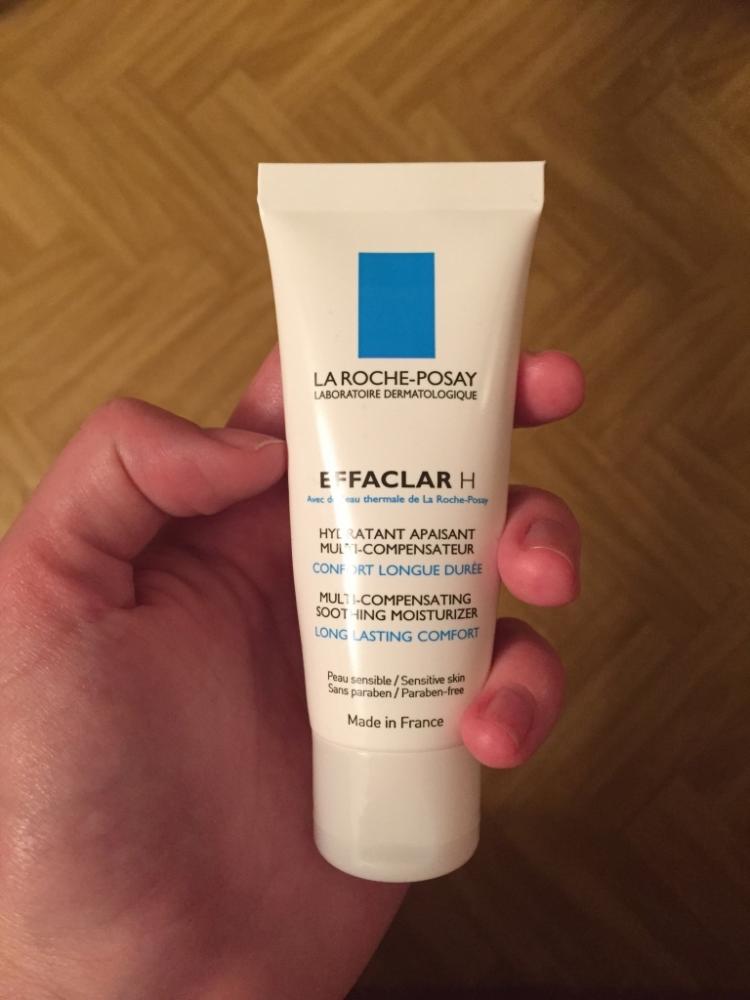 LA ROCHE-POSAY
LABORATOIRE DERMATOLOGIQUE
EFFACLAR H
Avec de l'eau thermale de La Roche-Posay
HYDRATANT APAISANT
MULTI-COMPENSATEUR
CONFORT LONGUE DURÉE
MULTI-COMPENSATING
SOOTHING MOISTURIZER
LONG LASTING COMFORT
Peau sensible / Sensitive skin
Sans paraben / Paraben-free
Made in France